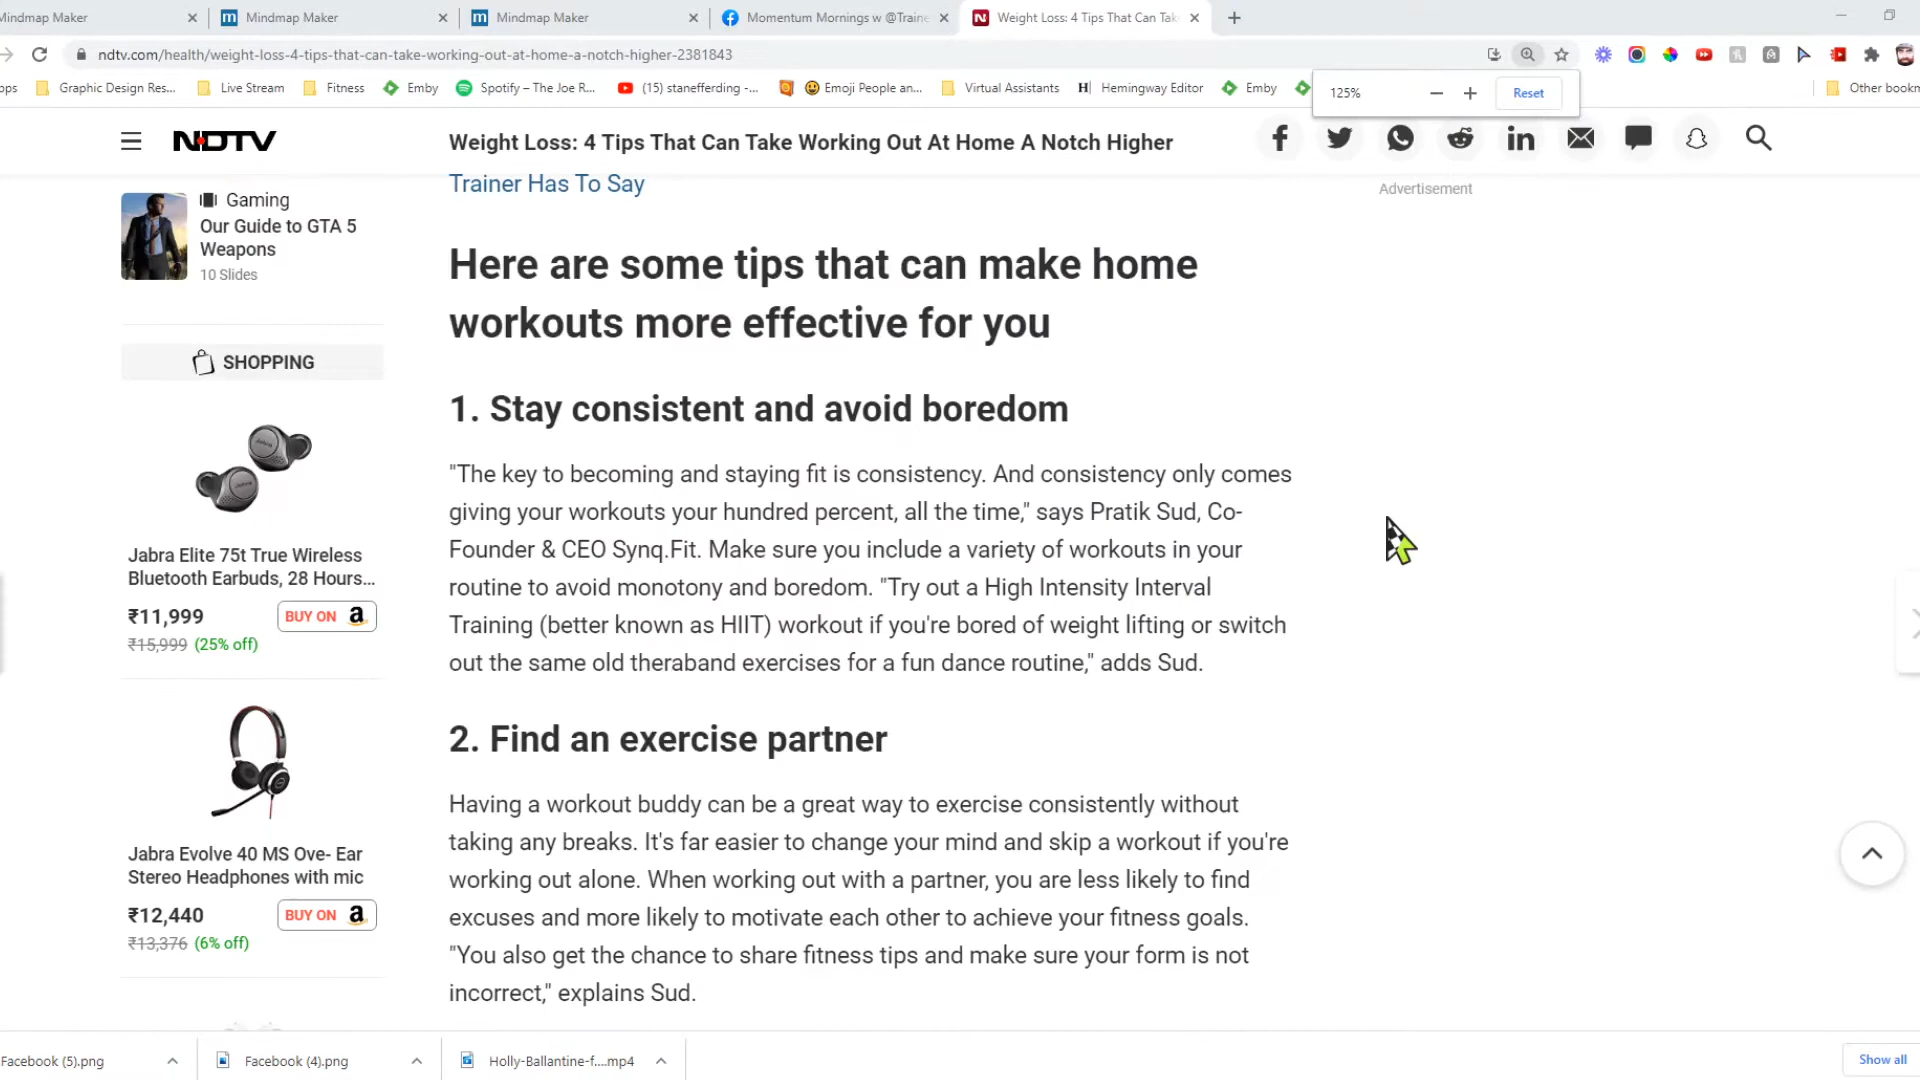 Mindmap Maker
Mindmap Maker
Mindmap Maker
Momentum Mornings w @Traine
Weight Loss: 4 Tips That Can Tak
ndtv.com/health/weight-loss-4-tips-that-can-take-working-out-at-home-a-notch-higher-2381843
Graphic Design Res...
Live Stream
Fitness
Emby
Spotify – The Joe R...
(15) stanefferding -...
Emoji People an...
Virtual Assistants
Hemingway Editor
Emby
Other bookm
125%
Reset
NDTV
Weight Loss: 4 Tips That Can Take Working Out At Home A Notch Higher
Trainer Has To Say
Advertisement
Gaming
Our Guide to GTA 5
Weapons
10 Slides
SHOPPING
Jabra Elite 75t True Wireless
Bluetooth Earbuds, 28 Hours...
₹11,999
BUY ON a
₹15,999 (25% off)
Jabra Evolve 40 MS Ove- Ear
Stereo Headphones with mic
₹12,440
BUY ON a
₹13,376 (6% off)
Here are some tips that can make home
workouts more effective for you
1. Stay consistent and avoid boredom
"The key to becoming and staying fit is consistency. And consistency only comes
giving your workouts your hundred percent, all the time," says Pratik Sud, Co-
Founder & CEO Synq.Fit. Make sure you include a variety of workouts in your
routine to avoid monotony and boredom. "Try out a High Intensity Interval
Training (better known as HIIT) workout if you're bored of weight lifting or switch
out the same old theraband exercises for a fun dance routine," adds Sud.
2. Find an exercise partner
Having a workout buddy can be a great way to exercise consistently without
taking any breaks. It's far easier to change your mind and skip a workout if you're
working out alone. When working out with a partner, you are less likely to find
excuses and more likely to motivate each other to achieve your fitness goals.
"You also get the chance to share fitness tips and make sure your form is not
incorrect," explains Sud.
Facebook (5).png
Facebook (4).png
Holly-Ballantine-f....mp4
Show all